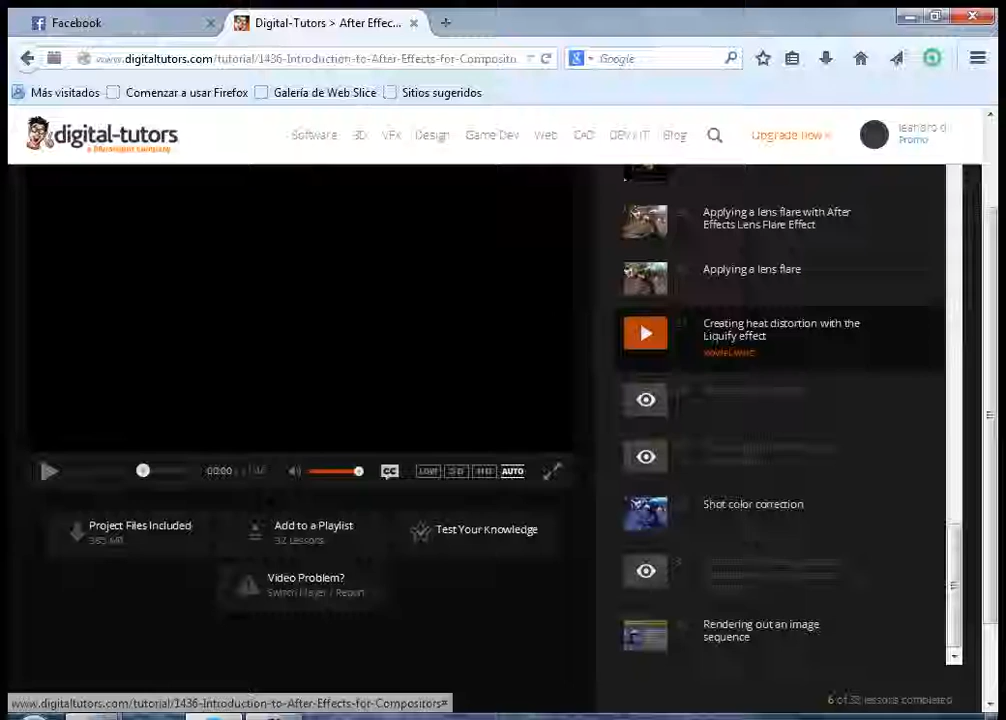 Facebook
Digital-Tutors > After Effec...
www.digitaltutors.com/tutorial/1436-Introduction-to-After-Effects-for-Composito
Google
Más visitados
Comenzar a usar Firefox
Galería de Web Slice
Sitios sugeridos
digital-tutors
Software
3D
VFX
Design
Game Dev
Web
CAD
Blog
Upgrade Now »
Promo
Applying a lens flare with After
Effects Lens Flare Effect
Applying a lens flare
Creating heat distortion with the
Liquify effect
00:00
CC
HD
AUTO
Project Files Included
Add to a Playlist
32 Lessons
Test Your Knowledge
Video Problem?
Switch Player / Report
Shot color correction
Rendering out an image
sequence
lessons completed
www.digitaltutors.com/tutorial/1436-Introduction-to-After-Effects-for-Compositors#